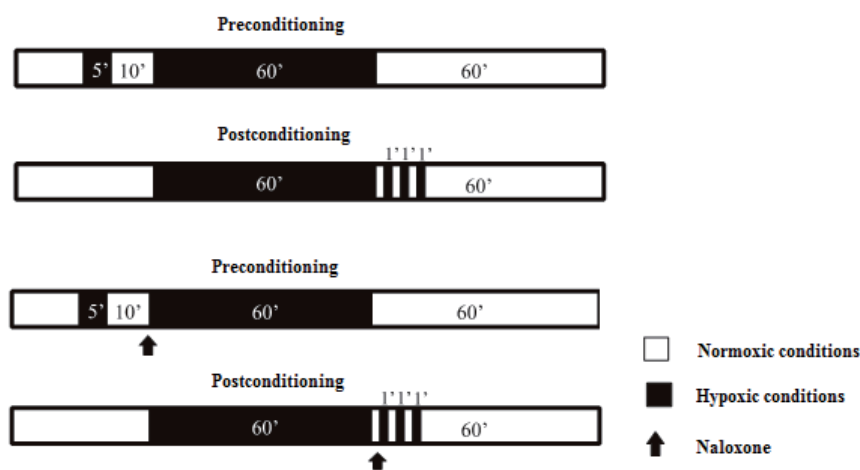 Preconditioning
5’ 10’ 60’ 60’
Postconditioning
1’ 1’ 1’
60’ 60’
Preconditioning
5’ 10’ 60’ 60’
Postconditioning
1’ 1’ 1’
60’ 60’
Normoxic conditions
Hypoxic conditions
Naloxone